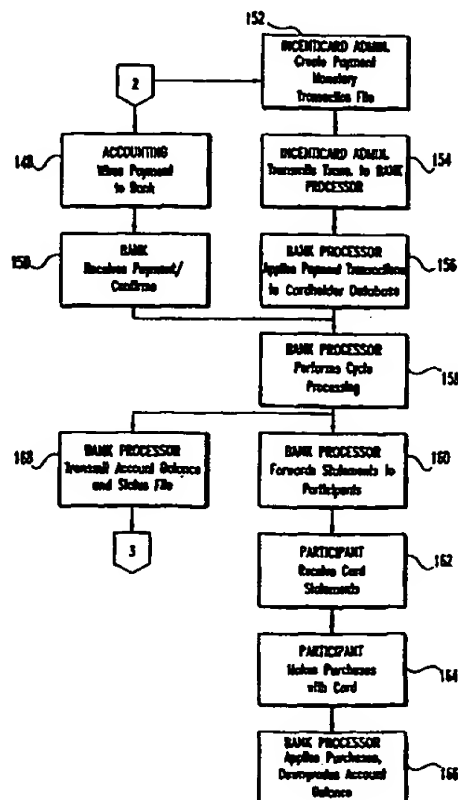 152
INCENTICARD ADMIN.
Create Payment
Monetary
Transaction File
2
148
ACCOUNTING
Wires Payment
to Bank
INCENTICARD ADMIN.
Transmits Trans. to BANK
PROCESSOR
154
150
BANK
Receives Payment/
Confirms
BANK PROCESSOR
Applies Payment Transactions
to Cardholder Database
156
BANK PROCESSOR
Performs Cycle
Processing
158
168
BANK PROCESSOR
Transmit Account Balance
and Status File
BANK PROCESSOR
Forwards Statements to
Participants
160
3
PARTICIPANT
Receive Card
Statements
162
PARTICIPANT
Makes Purchases
with Card
164
BANK PROCESSOR
Applies Purchases,
Downgrades Account
Balance
166